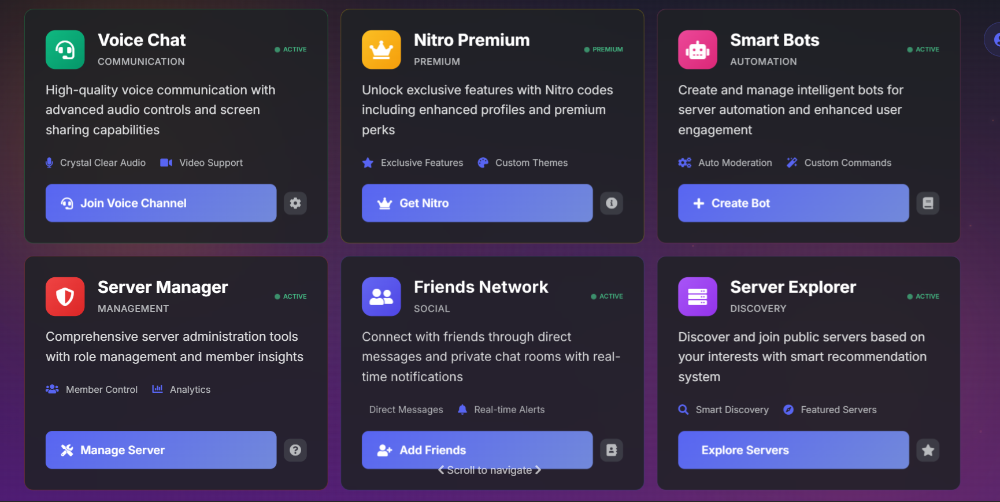 Voice Chat
COMMUNICATION
ACTIVE
High-quality voice communication with
advanced audio controls and screen
sharing capabilities
Crystal Clear Audio
Video Support
Join Voice Channel
Nitro Premium
PREMIUM
PREMIUM
Unlock exclusive features with Nitro codes
including enhanced profiles and premium
perks
Exclusive Features
Custom Themes
Get Nitro
Smart Bots
AUTOMATION
ACTIVE
Create and manage intelligent bots for
server automation and enhanced user
engagement
Auto Moderation
Custom Commands
Create Bot
Server Manager
MANAGEMENT
ACTIVE
Comprehensive server administration tools
with role management and member insights
Member Control
Analytics
Manage Server
Friends Network
SOCIAL
ACTIVE
Connect with friends through direct
messages and private chat rooms with real-
time notifications
Direct Messages
Real-time Alerts
Add Friends
Scroll to navigate
Server Explorer
DISCOVERY
ACTIVE
Discover and join public servers based on
your interests with smart recommendation
system
Smart Discovery
Featured Servers
Explore Servers